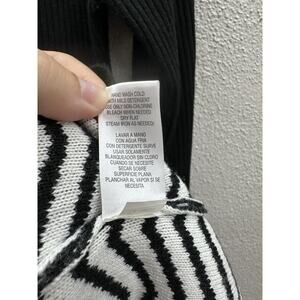 HAND WASH COLD
WITH MILD DETERGENT
USE ONLY NON-CHLORINE
BLEACH WHEN NEEDED
DRY FLAT
STEAM IRON AS NEEDED
LAVAR A MANO
CON AGUA FRIA
CON DETERGENTE SUAVE
USAR SOLAMENTE
BLANQUEADOR SIN CLORO
CUANDO SE NECESITA
SECAR SOBRE
SUPERFICIE PLANA
PLANCHAR AL VAPOR SI SE
NECESITA